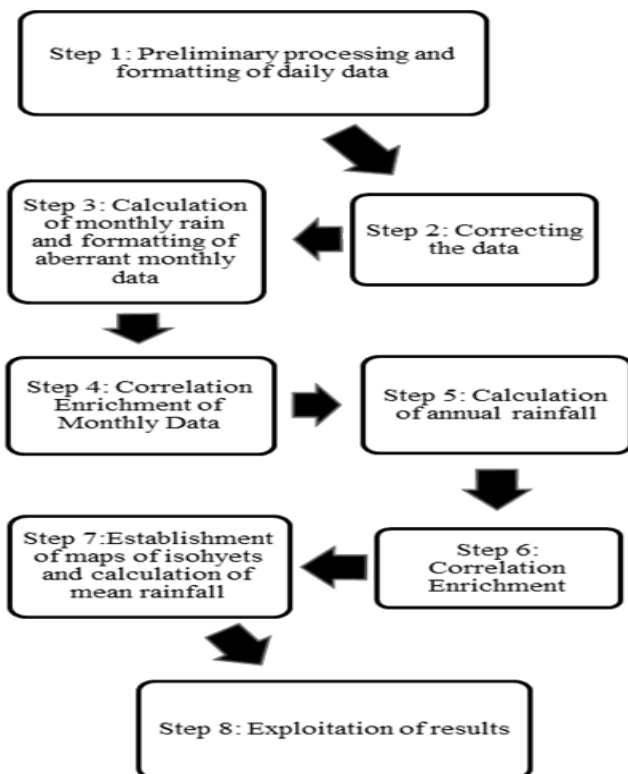 Step 1: Preliminary processing and
formatting of daily data
Step 2: Correcting
the data
Step 3: Calculation
of monthly rain
and formatting of
aberrant monthly
data
Step 4: Correlation
Enrichment of
Monthly Data
Step 5: Calculation
of annual rainfall
Step 6:
Correlation
Enrichment
Step 7:Establishment
of maps of isohyets
and calculation of
mean rainfall
Step 8: Exploitation of results